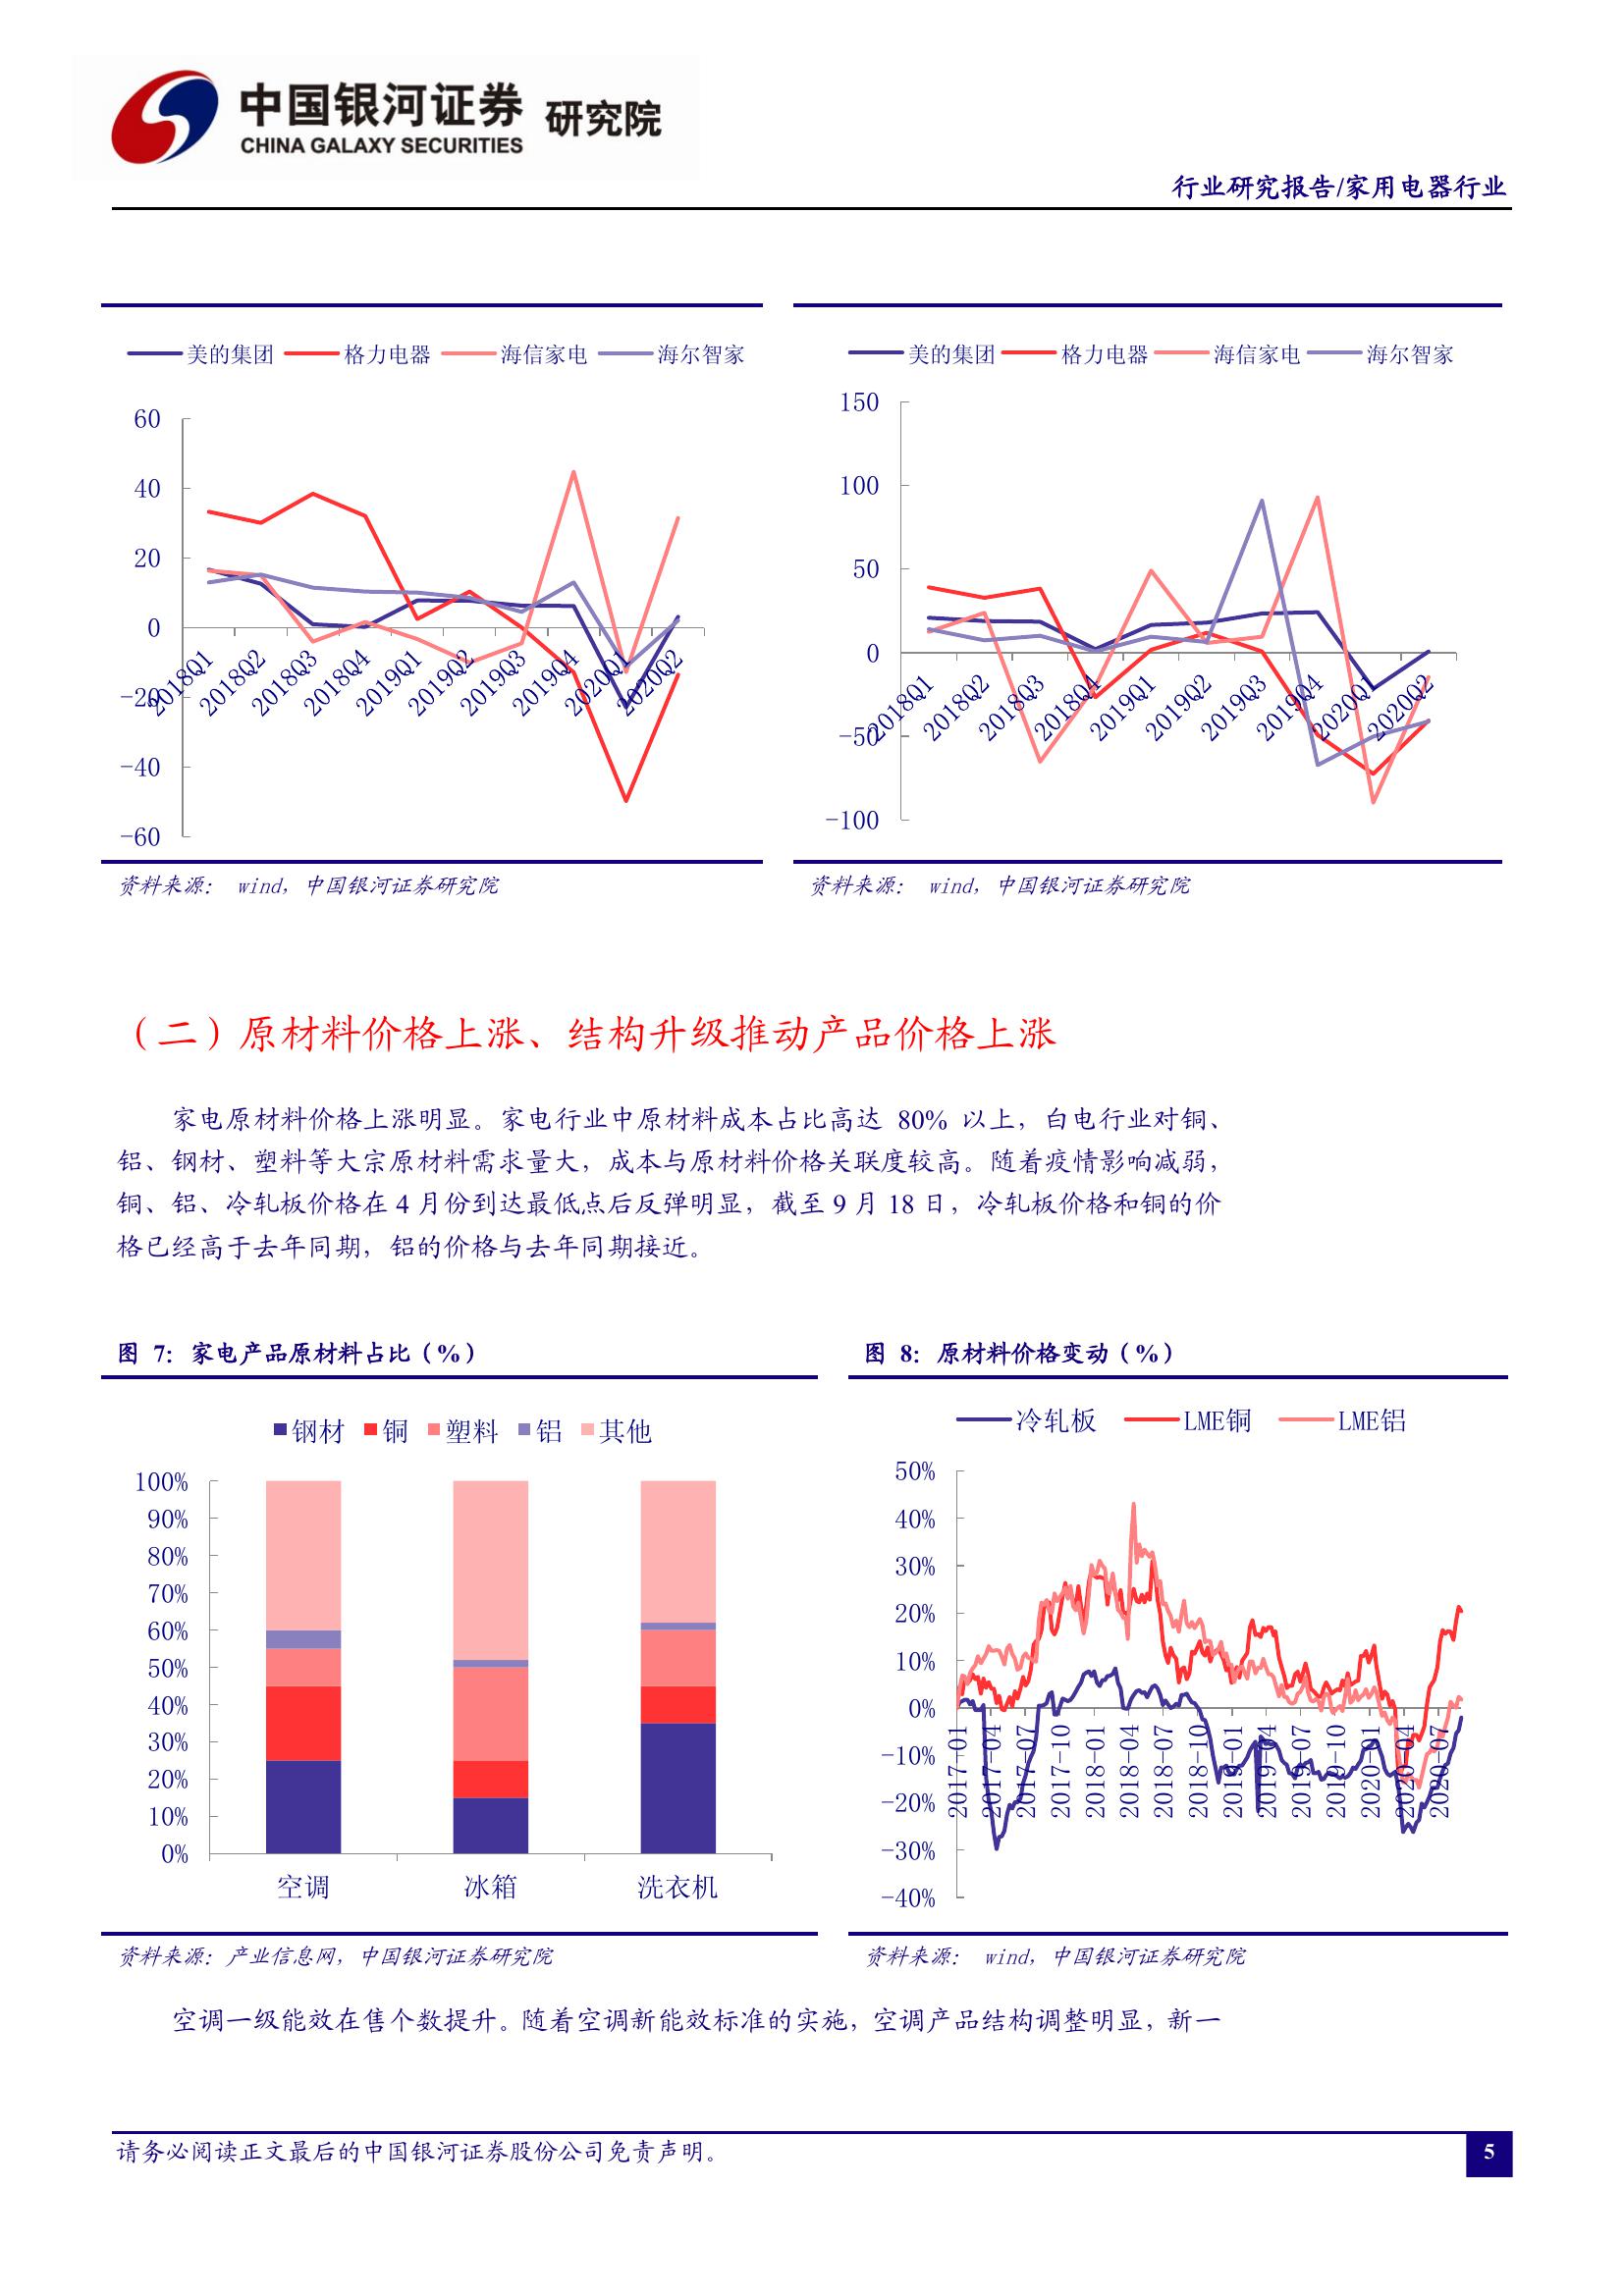 中国银河证券 研究院
CHINA GALAXY SECURITIES
行业研究报告/家用电器行业
美的集团 格力电器 海信家电 海尔智家
60
40
20
0
-20
-40
-60
2018Q1 2018Q2 2018Q3 2018Q4 2019Q1 2019Q2 2019Q3 2019Q4 2020Q1 2020Q2
资料来源： wind，中国银河证券研究院
美的集团 格力电器 海信家电 海尔智家
150
100
50
0
-50
-100
2018Q1 2018Q2 2018Q3 2018Q4 2019Q1 2019Q2 2019Q3 2019Q4 2020Q1 2020Q2
资料来源： wind，中国银河证券研究院
（二）原材料价格上涨、结构升级推动产品价格上涨
家电原材料价格上涨明显。家电行业中原材料成本占比高达 80% 以上，白电行业对铜、
铝、钢材、塑料等大宗原材料需求量大，成本与原材料价格关联度较高。随着疫情影响减弱，
铜、铝、冷轧板价格在 4 月份到达最低点后反弹明显，截至 9 月 18 日，冷轧板价格和铜的价
格已经高于去年同期，铝的价格与去年同期接近。
图 7：家电产品原材料占比（%）
钢材 铜 塑料 铝 其他
100%
90%
80%
70%
60%
50%
40%
30%
20%
10%
0%
空调 冰箱 洗衣机
资料来源：产业信息网，中国银河证券研究院
图 8：原材料价格变动（%）
冷轧板 LME铜 LME铝
50%
40%
30%
20%
10%
0%
-10%
-20%
-30%
-40%
2017-01 2017-04 2017-07 2017-10 2018-01 2018-04 2018-07 2018-10 2019-01 2019-04 2019-07 2019-10 2020-01 2020-04 2020-07
资料来源： wind，中国银河证券研究院
空调一级能效在售个数提升。随着空调新能效标准的实施，空调产品结构调整明显，新一
请务必阅读正文最后的中国银河证券股份公司免责声明。
5